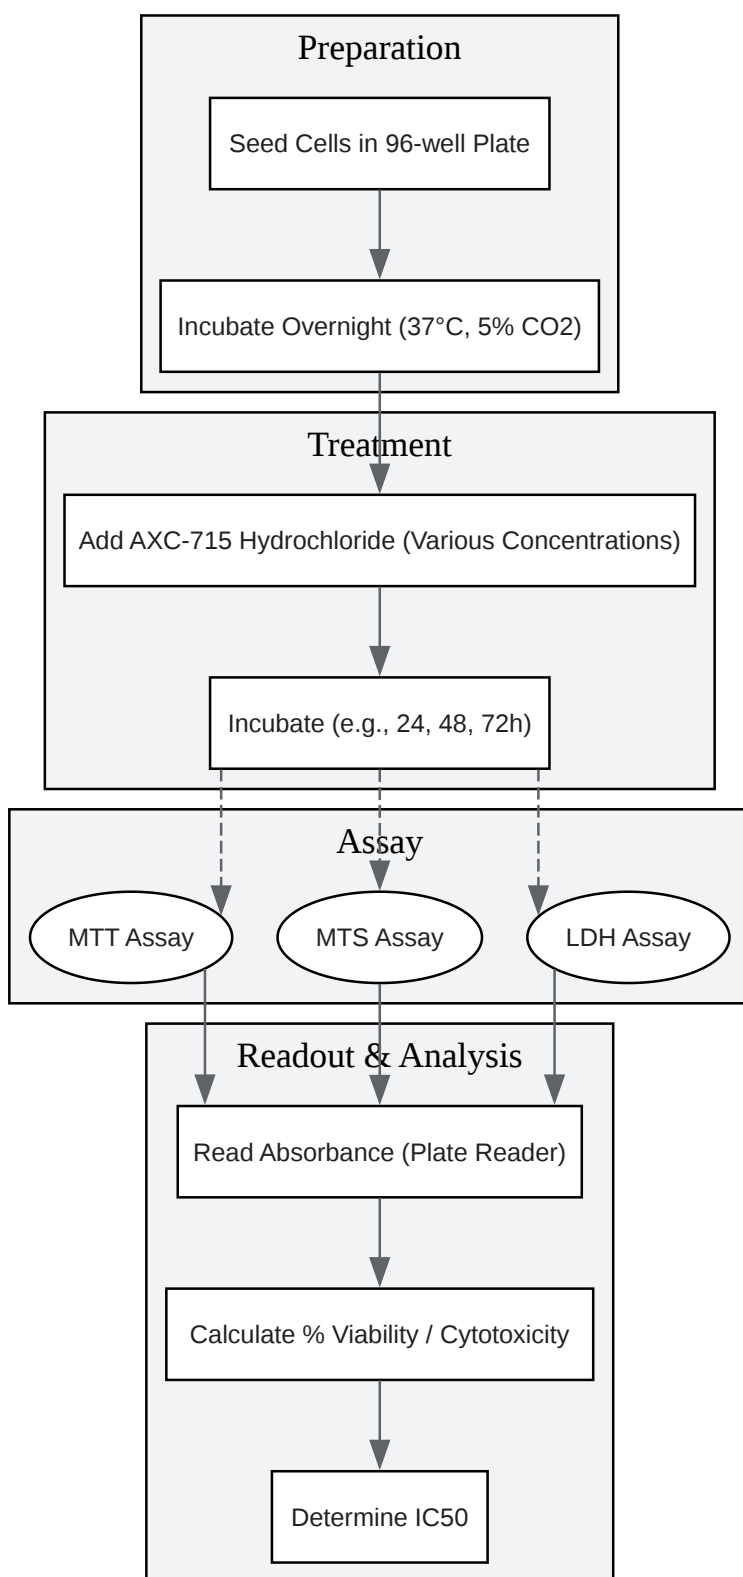 Preparation
Seed Cells in 96-well Plate
Incubate Overnight (37°C, 5% CO2)
Treatment
Add AXC-715 Hydrochloride (Various Concentrations)
Incubate (e.g., 24, 48, 72h)
Assay
MTT Assay
MTS Assay
LDH Assay
Readout & Analysis
Read Absorbance (Plate Reader)
Calculate % Viability / Cytotoxicity
Determine IC50